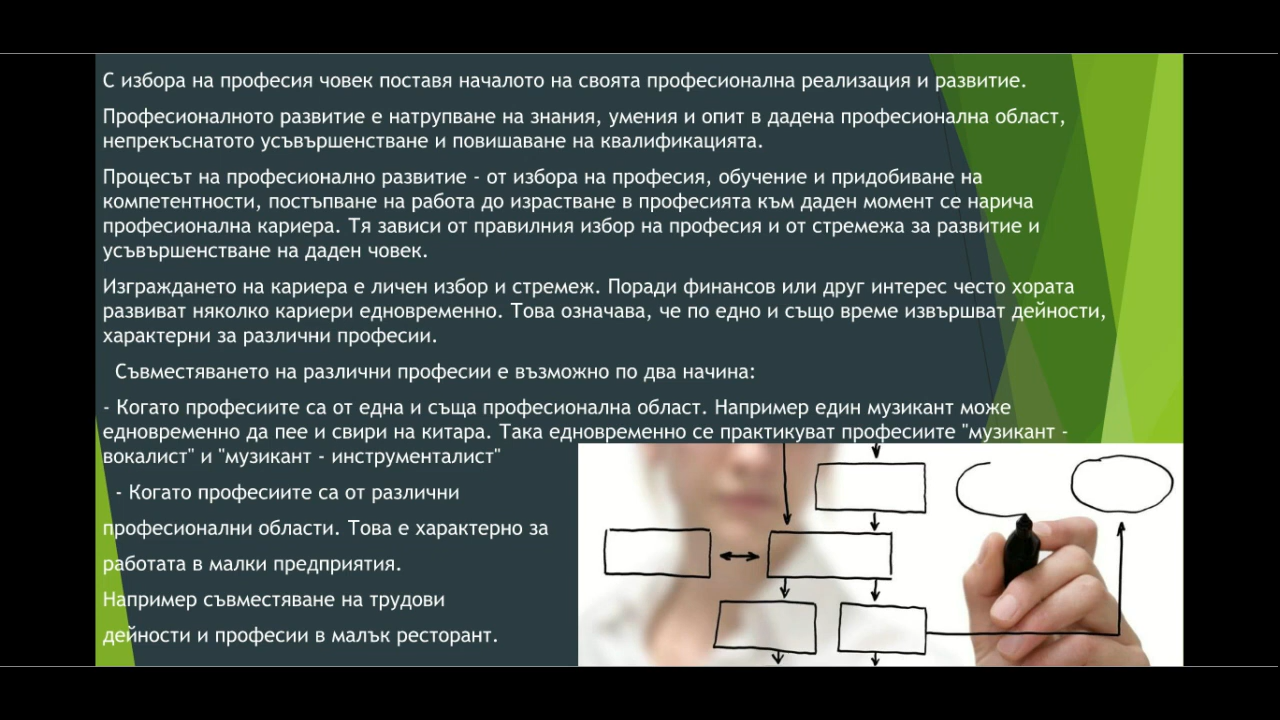 С избора на професия човек поставя началото на своята професионална реализация и развитие.
Професионалното развитие е натрупване на знания, умения и опит в дадена професионална област,
непрекъснатото усъвършенстване и повишаване на квалификацията.
Процесът на професионално развитие - от избора на професия, обучение и придобиване на
компетентности, постъпване на работа до израстване в професията към даден момент се нарича
професионална кариера. Тя зависи от правилния избор на професия и от стремежа за развитие и
усъвършенстване на даден човек.
Изграждането на кариера е личен избор и стремеж. Поради финансов или друг интерес често хората
развиват няколко кариери едновременно. Това означава, че по едно и също време извършват дейности,
характерни за различни професии.
Съвместяването на различни професии е възможно по два начина:
- Когато професиите са от една и съща професионална област. Например един музикант може
едновременно да пее и свири на китара. Така едновременно се практикуват професиите "музикант -
вокалист" и "музикант - инструменталист"
- Когато професиите са от различни
професионални области. Това е характерно за
работата в малки предприятия.
Например съвместяване на трудови
дейности и професии в малък ресторант.